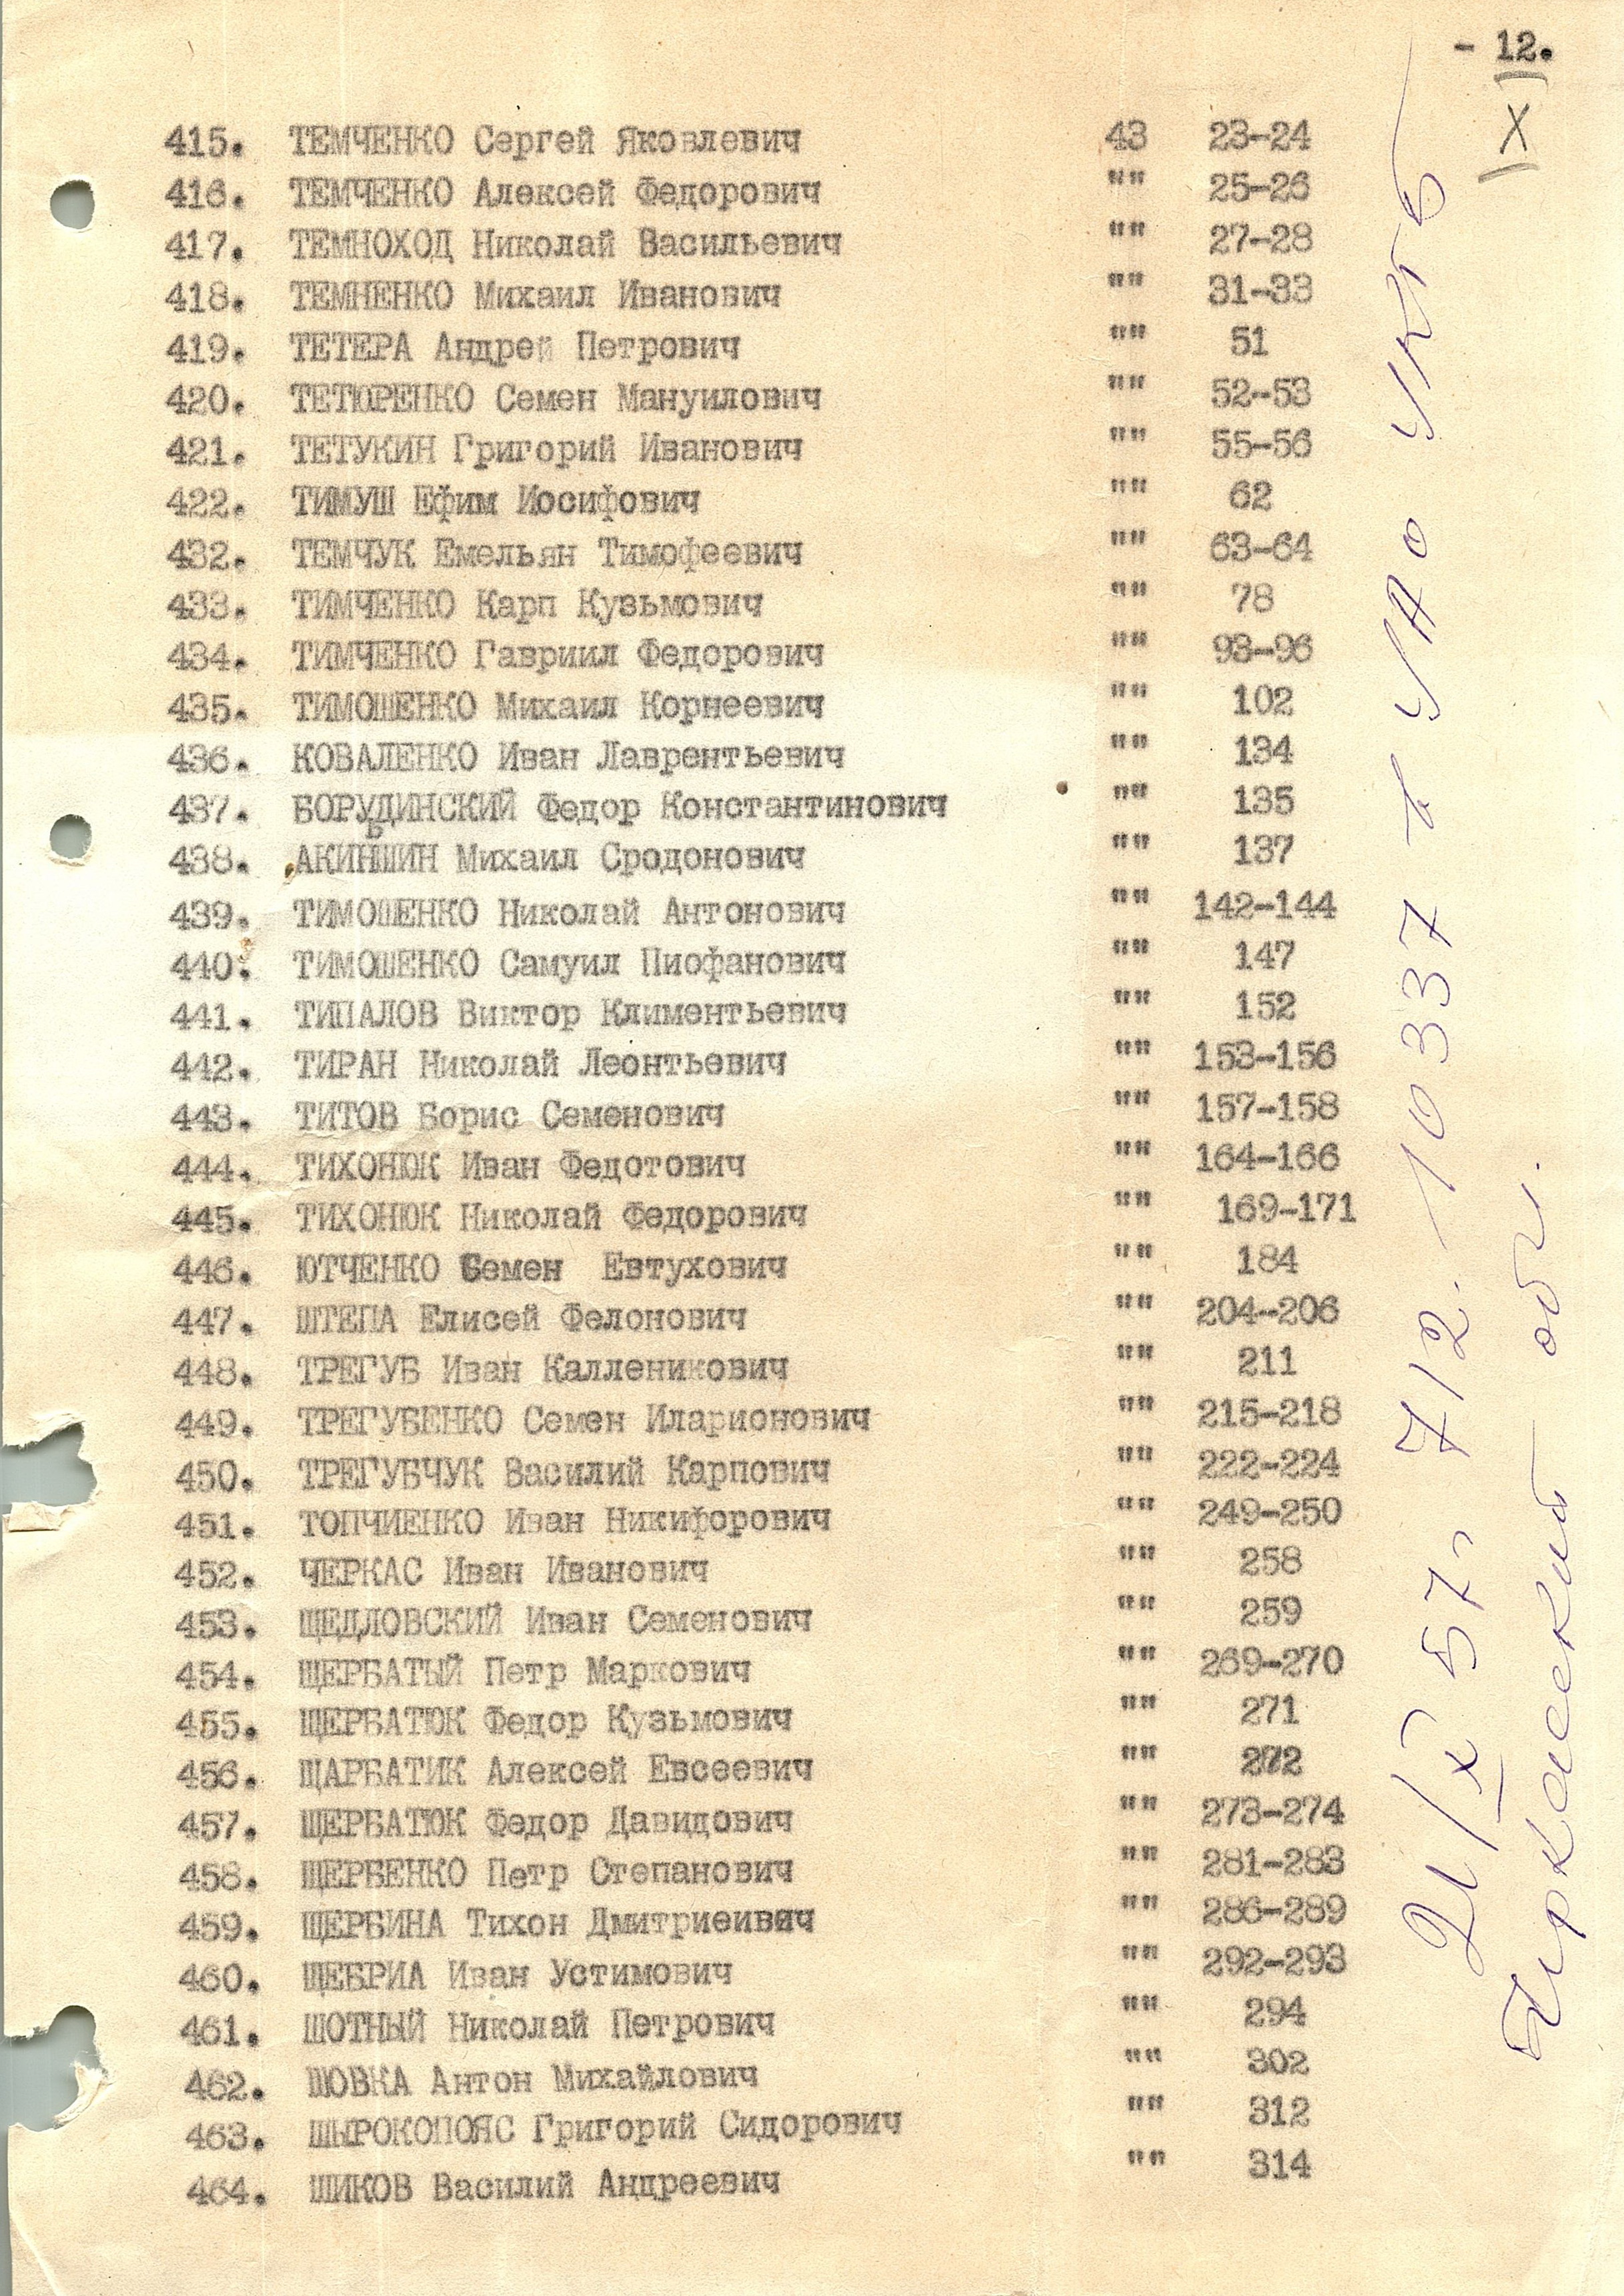 - 12.
415. ТЕМЧЕНКО Сергей Яковлевич 43 23-24
416. ТЕМЧЕНКО Алексей Федорович "" 25-26
417. ТЕМНОХОД Николай Васильевич "" 27-28
418. ТЕМНЕНКО Михаил Иванович "" 31-33
419. ТЕТЕРА Андрей Петрович "" 51
420. ТЕТЮРЕНКО Семен Мануилович "" 52-53
421. ТЕТУКИН Григорий Иванович "" 55-56
422. ТИМУШ Ефим Иосифович "" 62
432. ТЕМЧУК Емельян Тимофеевич "" 63-64
433. ТИМЧЕНКО Карп Кузьмович "" 78
434. ТИМЧЕНКО Гавриил Федорович "" 93-96
435. ТИМОШЕНКО Михаил Корнеевич "" 102
436. КОВАЛЕНКО Иван Лаврентьевич "" 134
437. БОРУДИНСКИЙ Федор Константинович "" 135
438. АКИНШИН Михаил Сродонович "" 137
439. ТИМОШЕНКО Николай Антонович "" 142-144
440. ТИМОШЕНКО Самуил Пиофанович "" 147
441. ТИПАЛОВ Виктор Климентьевич "" 152
442. ТИРАН Николай Леонтьевич "" 153-156
443. ТИТОВ Борис Семенович "" 157-158
444. ТИХОНЮК Иван Федотович "" 164-166
445. ТИХОНЮК Николай Федорович "" 169-171
446. ЮТЧЕНКО Семен Евтухович "" 184
447. ШТЕПА Елисей Фелонович "" 204-206
448. ТРЕГУБ Иван Калленикович "" 211
449. ТРЕГУБЕНКО Семен Иларионович "" 215-218
450. ТРЕГУБЧУК Василий Карпович "" 222-224
451. ТОПЧИЕНКО Иван Никифорович "" 249-250
452. ЧЕРКАС Иван Иванович "" 258
453. ЩЕДЛОВСКИЙ Иван Семенович "" 259
454. ЩЕРБАТЫЙ Петр Маркович "" 269-270
455. ЩЕРБАТЮК Федор Кузьмович "" 271
456. ЩАРБАТИК Алексей Евсеевич "" 272
457. ЩЕРБАТЮК Федор Давидович "" 273-274
458. ЩЕРБЕНКО Петр Степанович "" 281-283
459. ЩЕРБИНА Тихон Дмитриеивич "" 286-289
460. ЩЕБРИА Иван Устимович "" 292-293
461. ШОТНЫЙ Николай Петрович "" 294
462. ШОВКА Антон Михайлович "" 302
463. ШЫРОКОПОЯС Григорий Сидорович "" 312
464. ШИКОВ Василий Андреевич "" 314
21/X 57г 7/2-10337 в УАО УКГБ
обл.